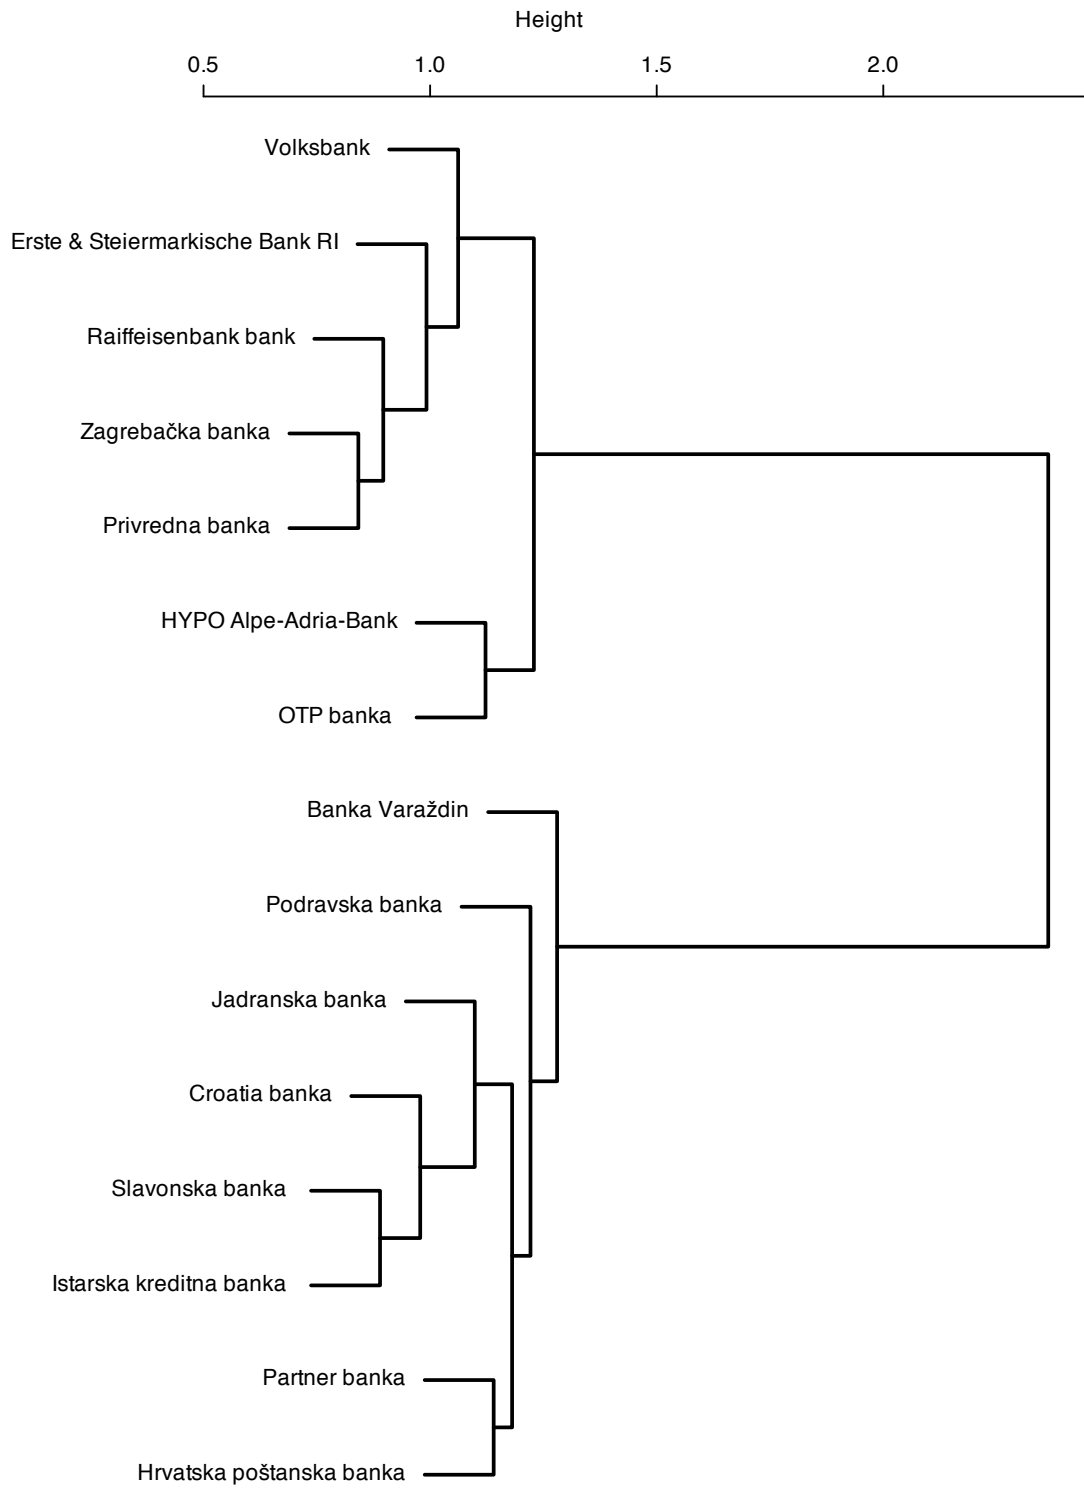 Height
0.5 1.0 1.5 2.0
Volksbank
Erste & Steiermarkische Bank RI
Raiffeisenbank bank
Zagrebačka banka
Privredna banka
HYPO Alpe-Adria-Bank
OTP banka
Banka Varaždin
Podravska banka
Jadranska banka
Croatia banka
Slavonska banka
Istarska kreditna banka
Partner banka
Hrvatska poštanska banka